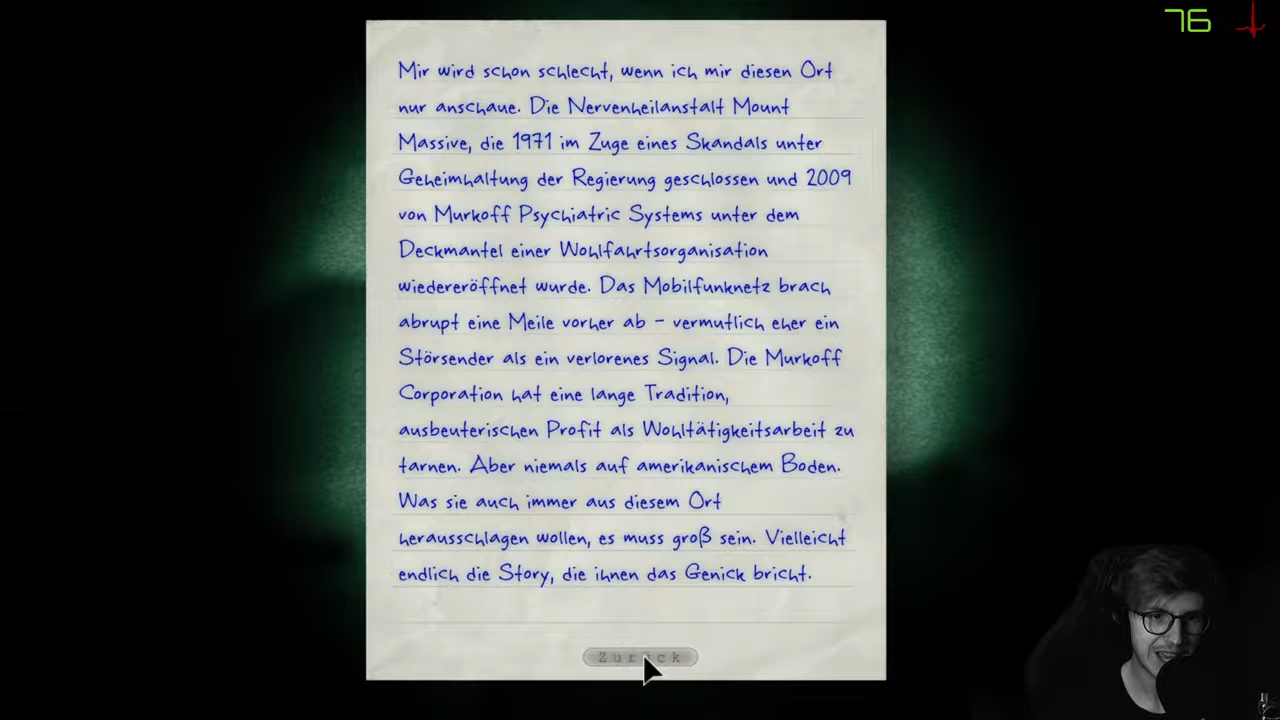 76
Mir wird schon schlecht, wenn ich mir diesen Ort
nur anschaue. Die Nervenheilanstalt Mount
Massive, die 1971 im Zuge eines Skandals unter
Geheimhaltung der Regierung geschlossen und 2009
von Murkoff Psychiatric Systems unter dem
Deckmantel einer Wohlfahrtsorganisation
wiedereröffnet wurde. Das Mobilfunknetz brach
abrupt eine Meile vorher ab - vermutlich eher ein
Störsender als ein verlorenes Signal. Die Murkoff
Corporation hat eine lange Tradition,
ausbeuterischen Profit als Wohltätigkeitsarbeit zu
tarnen. Aber niemals auf amerikanischem Boden.
Was sie auch immer aus diesem Ort
herausschlagen wollen, es muss groß sein. Vielleicht
endlich die Story, die ihnen das Genick bricht.
Zurück